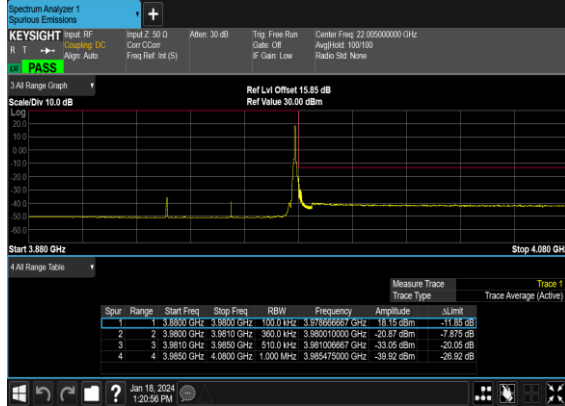 Spectrum Analyzer 1
Spurious Emissions
+
KEYSIGHT Input: RF Input Z: 50 Ω Atten: 30 dB Trig: Free Run Center Freq: 22.005000000 GHz
R T Coupling: DC Corr CCorr Gate: Off Avg|Hold: 100/100
Align: Auto Freq Ref: Int (S) IF Gain: Low Radio Std: None
PASS
3 All Range Graph
Ref Lvl Offset 15.85 dB
Scale/Div 10.0 dB Ref Value 30.00 dBm
Log
20.0
10.0
0.00
-10.0
-20.0
-30.0
-40.0
-50.0
-60.0
Start 3.880 GHz Stop 4.080 GHz
4 All Range Table
Measure Trace Trace 1
Trace Type Trace Average (Active)
Spur Range Start Freq Stop Freq RBW Frequency Amplitude ΔLimit
1 1 3.8800 GHz 3.9800 GHz 100.0 kHz 3.978666667 GHz 18.15 dBm -11.85 dB
2 2 3.9800 GHz 3.9810 GHz 360.0 kHz 3.980010000 GHz -20.87 dBm -7.875 dB
3 3 3.9810 GHz 3.9850 GHz 510.0 kHz 3.981006667 GHz -33.05 dBm -20.05 dB
4 4 3.9850 GHz 4.0800 GHz 1.000 MHz 3.985475000 GHz -39.92 dBm -26.92 dB
? Jan 18, 2024
1:20:56 PM